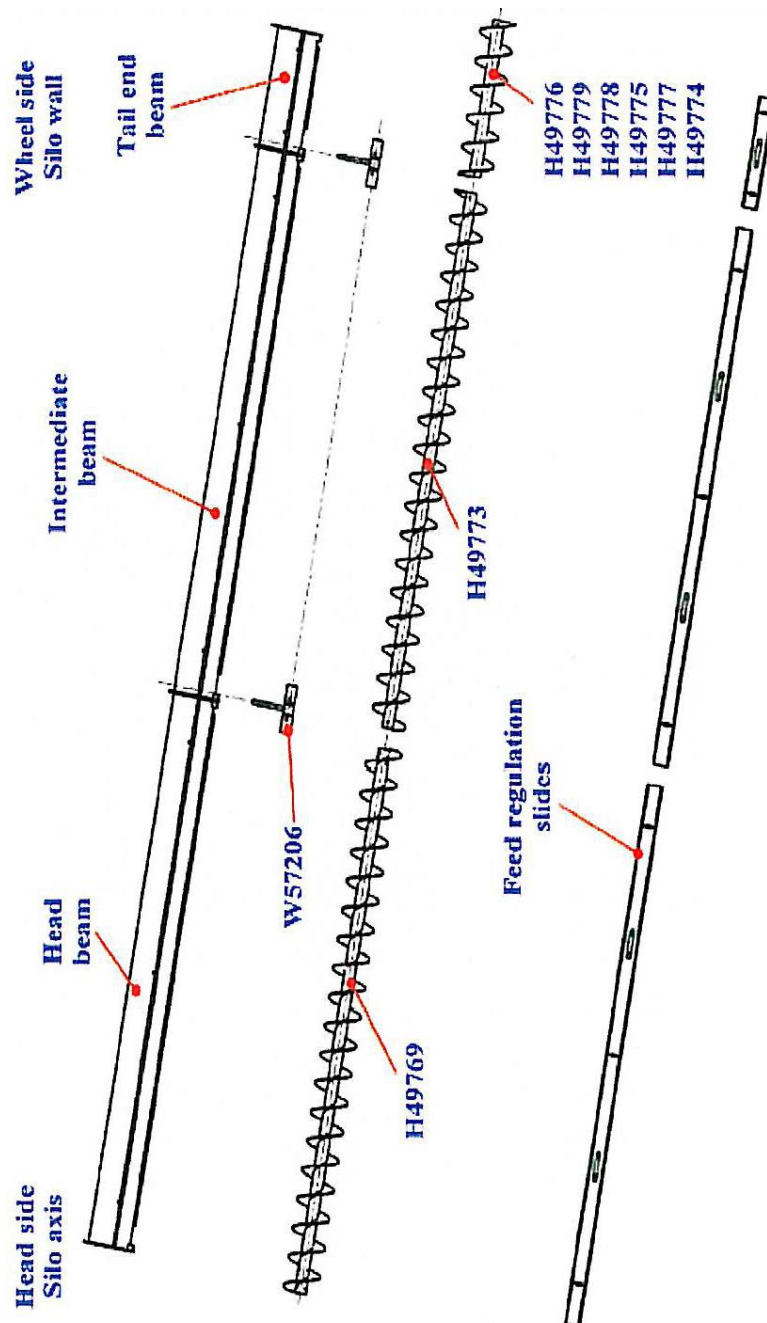 Head side
Silo axis
Wheel side
Silo wall
Head
beam
Intermediate
beam
Tail end
beam
W57206
H49769
H49773
H49776
H49779
H49778
H49775
H49777
H49774
Feed regulation
slides